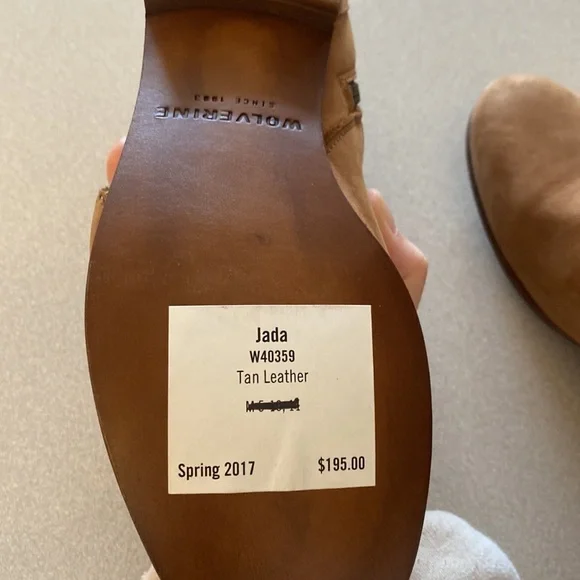 WOLVERINE
SINCE 1883
Jada
W40359
Tan Leather
Spring 2017 $195.00